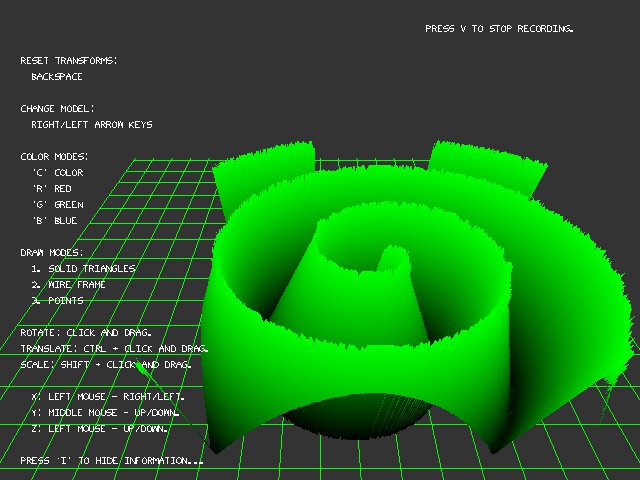 PRESS V TO STOP RECORDING.
RESET TRANSFORMS:
BACKSPACE
CHANGE MODEL:
RIGHT/LEFT ARROW KEYS
COLOR MODES:
'C' COLOR
'R' RED
'G' GREEN
'B' BLUE
DRAW MODES:
1. SOLID TRIANGLES
2. WIRE FRAME
3. POINTS
ROTATE: CLICK AND DRAG.
TRANSLATE: CTRL + CLICK AND DRAG.
SCALE: SHIFT + CLICK AND DRAG.
X: LEFT MOUSE - RIGHT/LEFT.
Y: MIDDLE MOUSE - UP/DOWN.
Z: LEFT MOUSE - UP/DOWN.
PRESS 'I' TO HIDE INFORMATION...